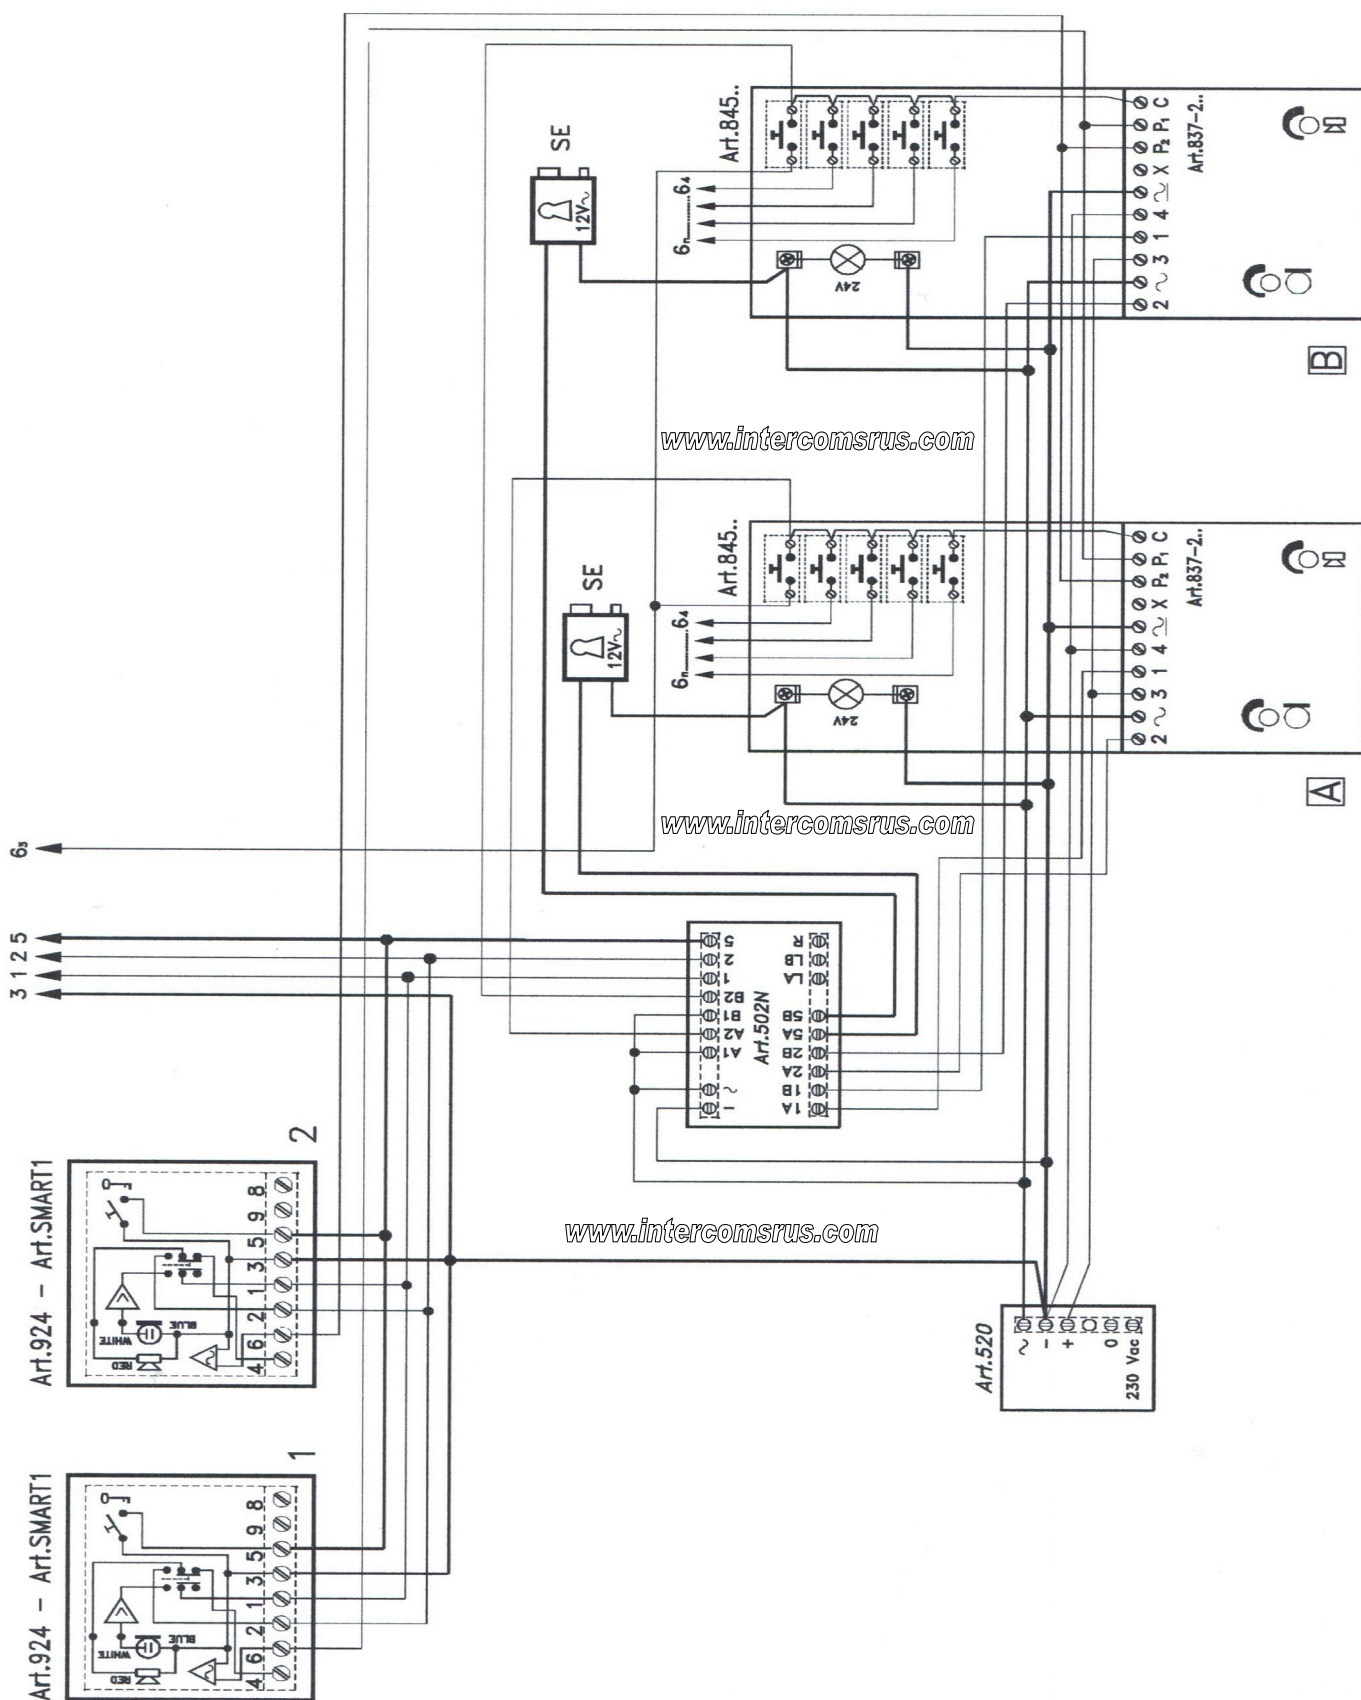 SE
12V~
Art.845..
6n............64
24V
C
P1
P2
X
4
1
3
~
2
Art.837-2..
B
www.intercomsrus.com
SE
12V~
Art.845..
6n............64
24V
C
P1
P2
X
4
1
3
~
2
Art.837-2..
A
www.intercomsrus.com
63
3 1 2 5
5
2
1
B2
B1
A2
A1
~
-
Art.502N
R
LB
LA
5B
5A
2B
2A
1B
1A
www.intercomsrus.com
Art.924 - Art.SMART1
2
RED
WHITE
BLUE
4 6 2 1 3 5 9 8
Art.924 - Art.SMART1
1
RED
WHITE
BLUE
4 6 2 1 3 5 9 8
Art.520
~
-
+
0
230 Vac